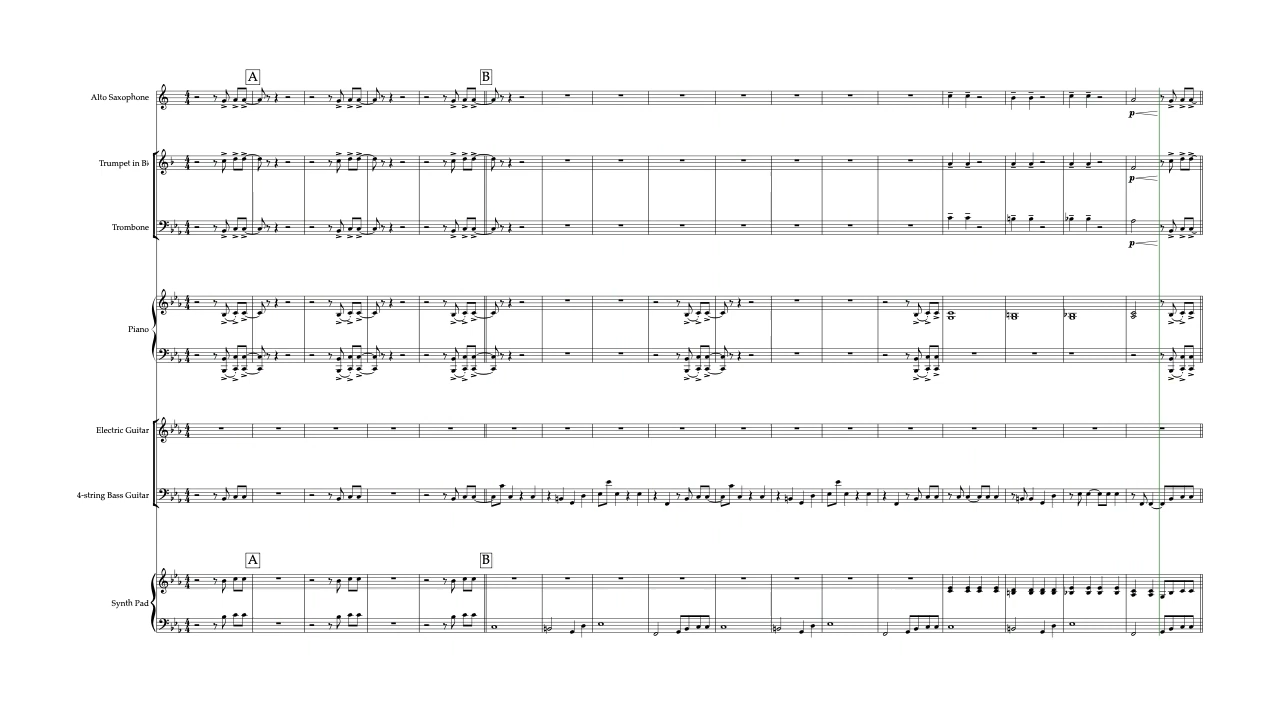 A
B
Alto Saxophone
p
Trumpet in B♭
p
Trombone
p
Piano
Electric Guitar
4-string Bass Guitar
A
B
Synth Pad